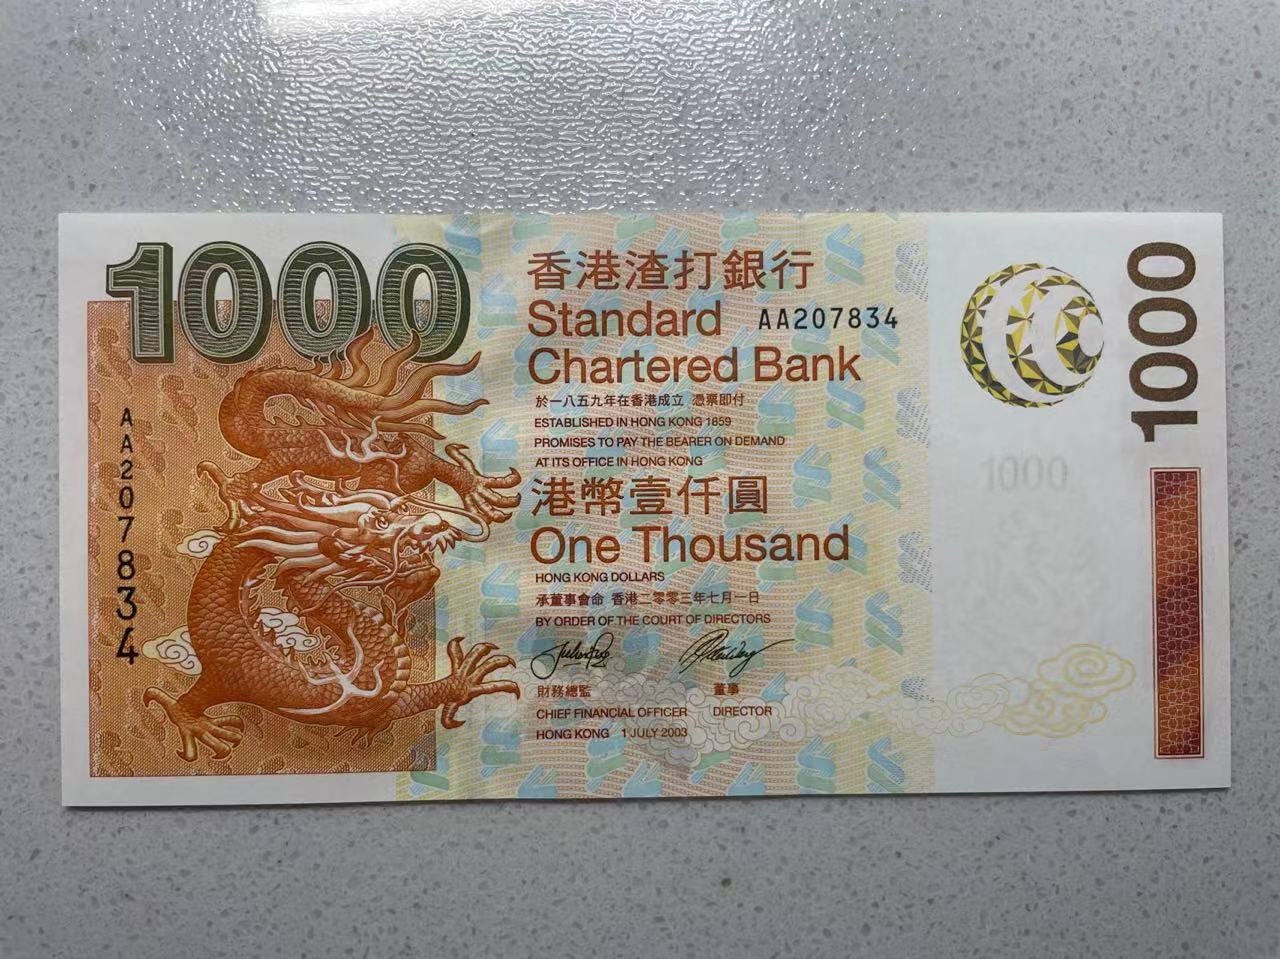 1000
香港渣打銀行
Standard
Chartered Bank
AA207834
於一八五九年在香港成立 憑票即付
ESTABLISHED IN HONG KONG 1859
PROMISES TO PAY THE BEARER ON DEMAND
AT ITS OFFICE IN HONG KONG
港幣壹仟圓
One Thousand
HONG KONG DOLLARS
承董事會命 香港二零零三年七月一日
BY ORDER OF THE COURT OF DIRECTORS
財務總監 董事
CHIEF FINANCIAL OFFICER DIRECTOR
HONG KONG 1 JULY 2003
AA207834
1000
1000